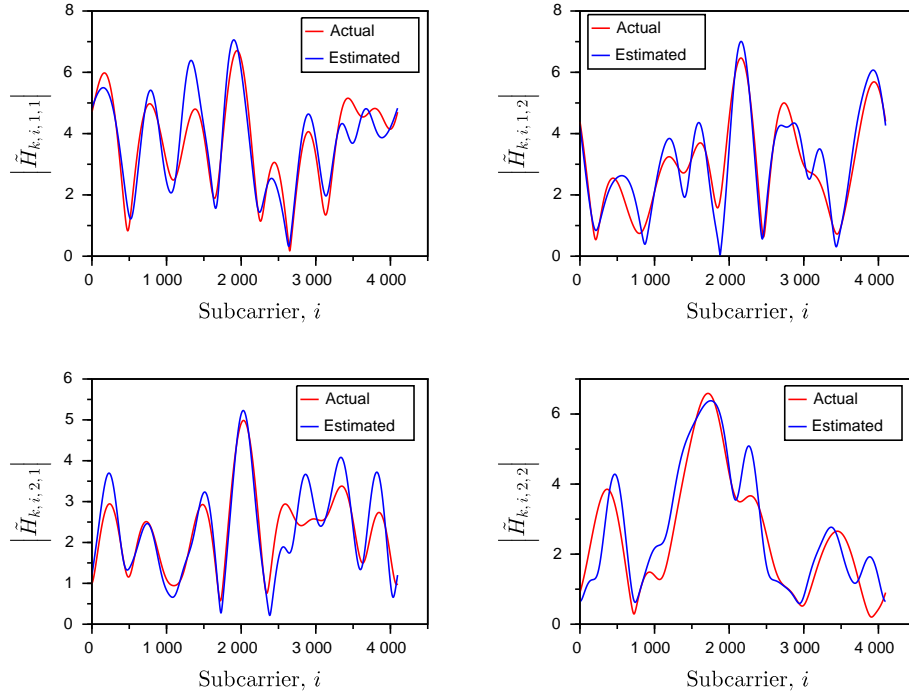 8
6
4
2
0
0
1 000
2 000
3 000
4 000
Actual
Estimated
|H̃k,i,1,1|
Subcarrier, i
8
6
4
2
0
0
1 000
2 000
3 000
4 000
Actual
Estimated
|H̃k,i,1,2|
Subcarrier, i
6
5
4
3
2
1
0
0
1 000
2 000
3 000
4 000
Actual
Estimated
|H̃k,i,2,1|
Subcarrier, i
6
4
2
0
0
1 000
2 000
3 000
4 000
Actual
Estimated
|H̃k,i,2,2|
Subcarrier, i